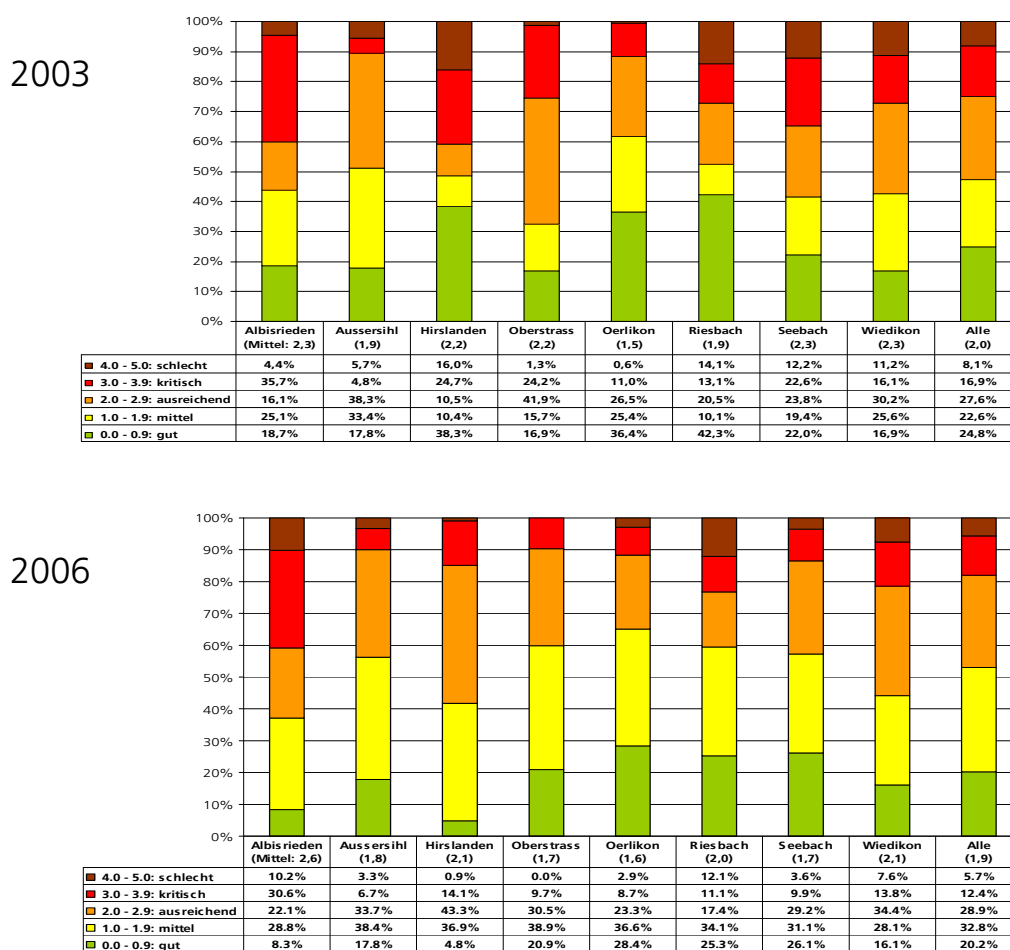 2003
100%
90%
80%
70%
60%
50%
40%
30%
20%
10%
0%
Albisrieden Aussersihl Hirslanden Oberstrass Oerlikon Riesbach Seebach Wiedikon Alle
(Mittel: 2,3) (1,9) (2,2) (2,2) (1,5) (1,9) (2,3) (2,3) (2,0)
4.0 - 5.0: schlecht 4,4% 5,7% 16,0% 1,3% 0,6% 14,1% 12,2% 11,2% 8,1%
3.0 - 3.9: kritisch 35,7% 4,8% 24,7% 24,2% 11,0% 13,1% 22,6% 16,1% 16,9%
2.0 - 2.9: ausreichend 16,1% 38,3% 10,5% 41,9% 26,5% 20,5% 23,8% 30,2% 27,6%
1.0 - 1.9: mittel 25,1% 33,4% 10,4% 15,7% 25,4% 10,1% 19,4% 25,6% 22,6%
0.0 - 0.9: gut 18,7% 17,8% 38,3% 16,9% 36,4% 42,3% 22,0% 16,9% 24,8%
2006
100%
90%
80%
70%
60%
50%
40%
30%
20%
10%
0%
Albisrieden Aussersihl Hirslanden Oberstrass Oerlikon Riesbach Seebach Wiedikon Alle
(Mittel: 2,6) (1,8) (2,1) (1,7) (1,6) (2,0) (1,7) (2,1) (1,9)
4.0 - 5.0: schlecht 10.2% 3.3% 0.9% 0.0% 2.9% 12.1% 3.6% 7.6% 5.7%
3.0 - 3.9: kritisch 30.6% 6.7% 14.1% 9.7% 8.7% 11.1% 9.9% 13.8% 12.4%
2.0 - 2.9: ausreichend 22.1% 33.7% 43.3% 30.5% 23.3% 17.4% 29.2% 34.4% 28.9%
1.0 - 1.9: mittel 28.8% 38.4% 36.9% 38.9% 36.6% 34.1% 31.1% 28.1% 32.8%
0.0 - 0.9: gut 8.3% 17.8% 4.8% 20.9% 28.4% 25.3% 26.1% 16.1% 20.2%